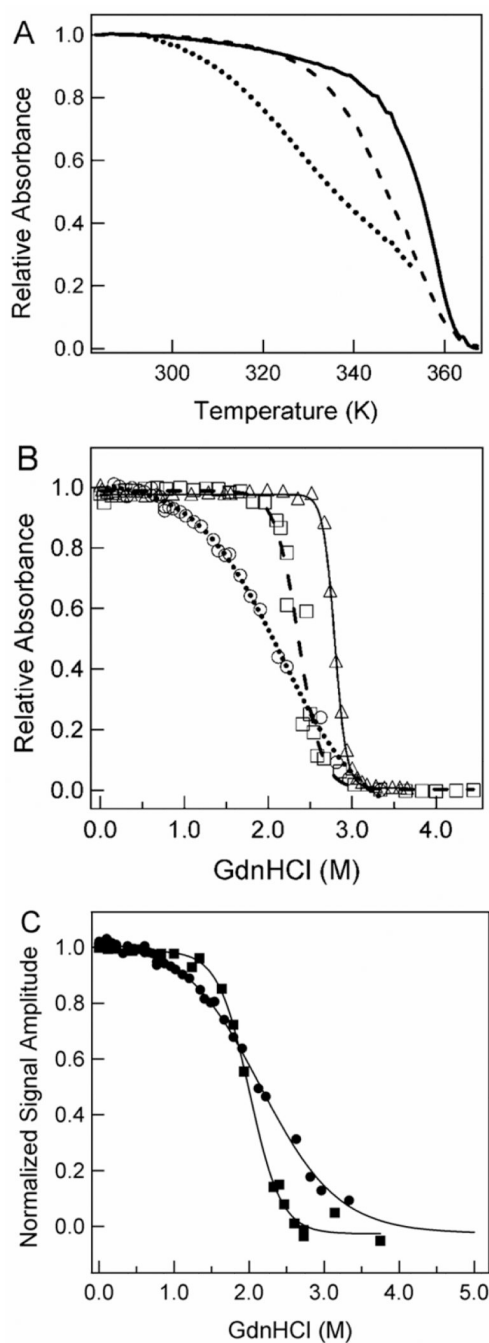 A
1.0
0.8
0.6
0.4
0.2
0.0
Relative Absorbance
300 320 340 360
Temperature (K)
B
1.0
0.8
0.6
0.4
0.2
0.0
Relative Absorbance
0.0 1.0 2.0 3.0 4.0
GdnHCl (M)
C
1.0
0.8
0.6
0.4
0.2
0.0
Normalized Signal Amplitude
0.0 1.0 2.0 3.0 4.0 5.0
GdnHCl (M)